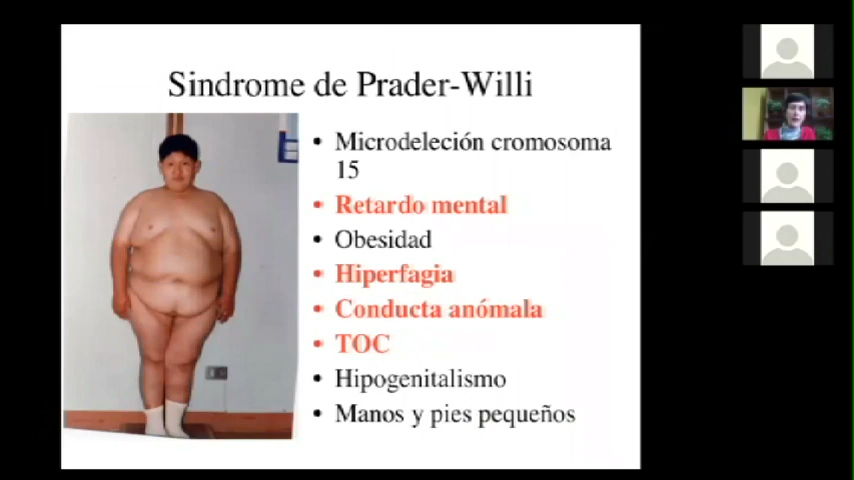 Sindrome de Prader-Willi
• Microdeleción cromosoma
15
• Retardo mental
• Obesidad
• Hiperfagia
• Conducta anómala
• TOC
• Hipogenitalismo
• Manos y pies pequeños